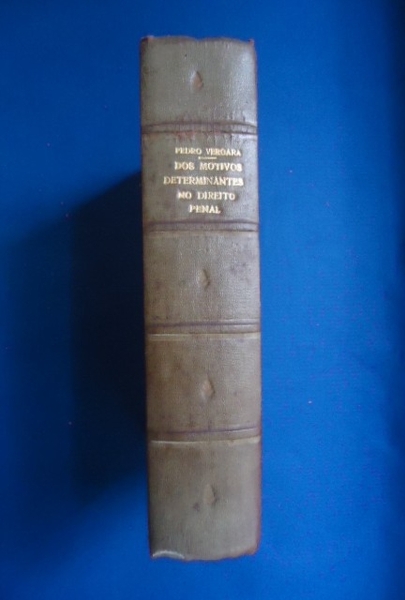 PEDRO VERGARA
DOS MOTIVOS
DETERMINANTES
NO DIREITO
PENAL